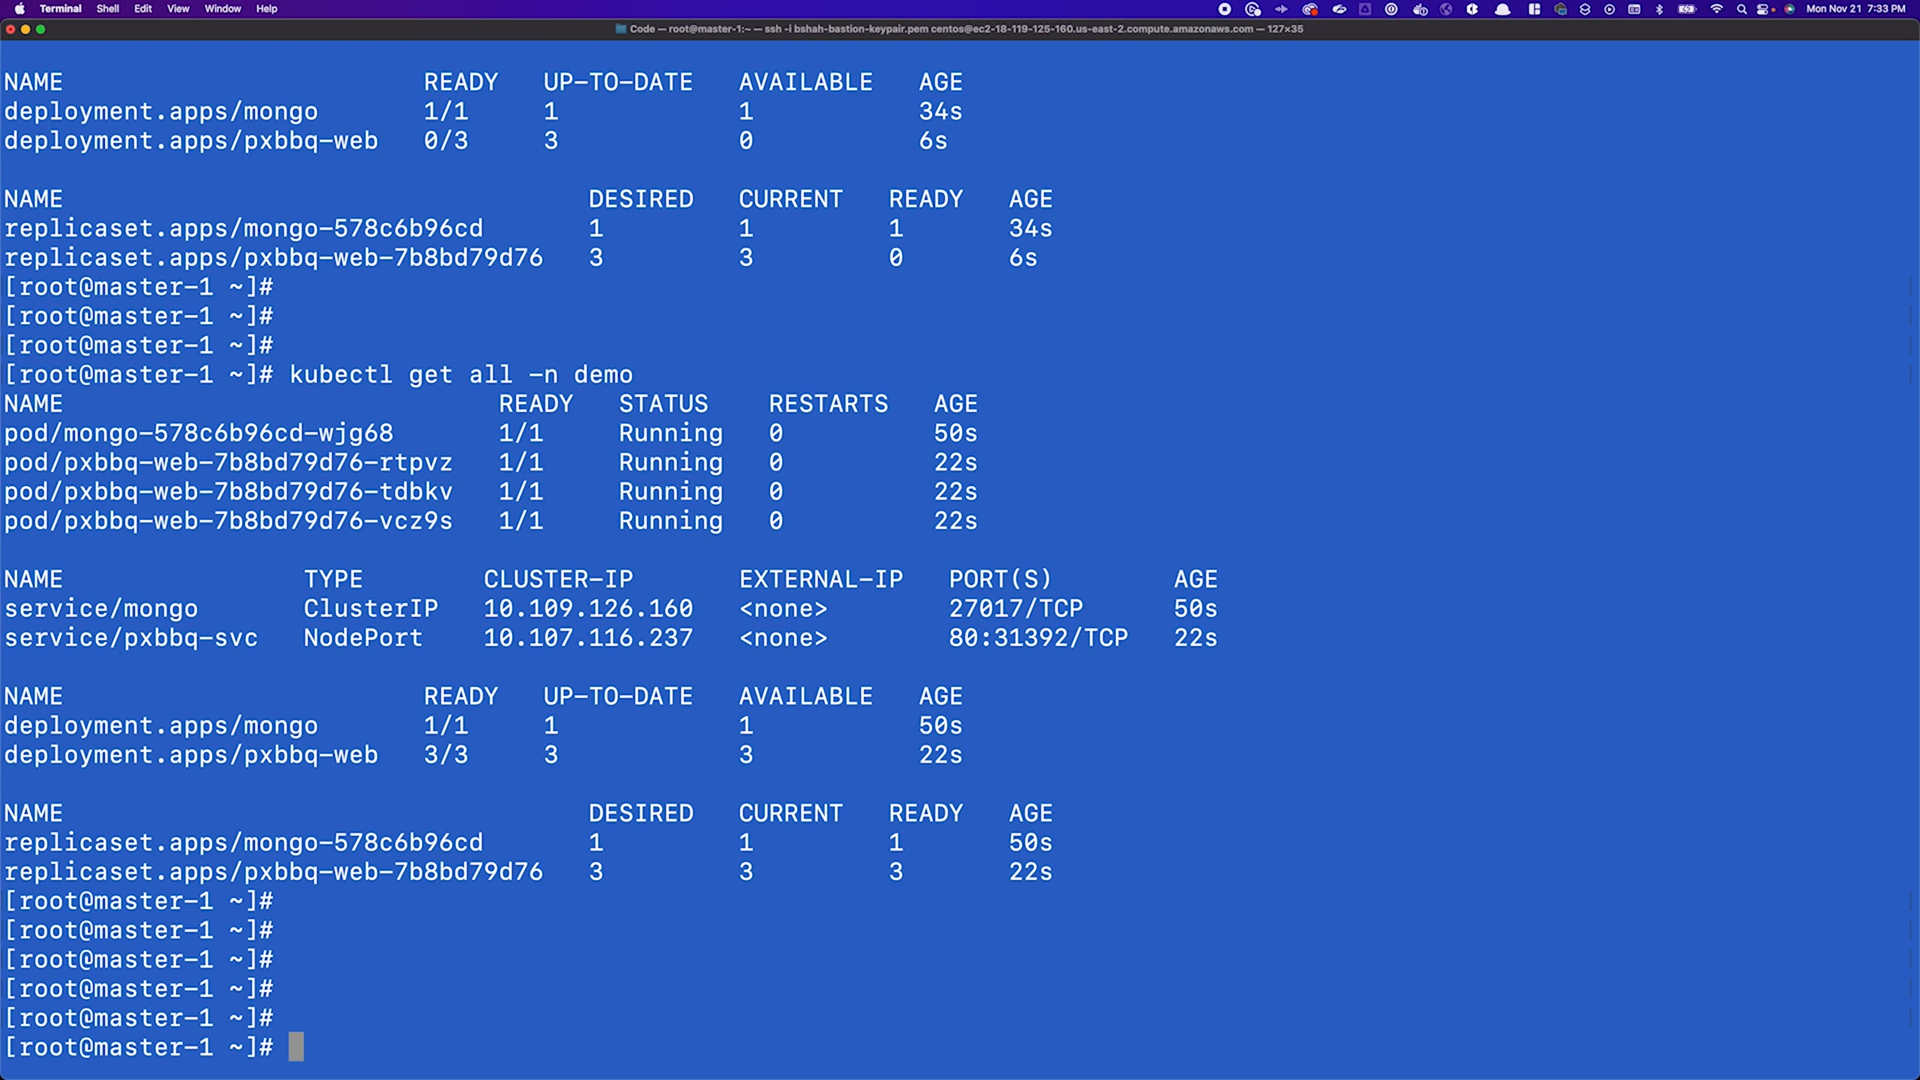 Terminal Shell Edit View Window Help Mon Nov 21 7:33 PM
Code — root@master-1:~ — ssh -i bshah-bastion-keypair.pem centos@ec2-18-119-125-160.us-east-2.compute.amazonaws.com — 127×35
NAME READY UP-TO-DATE AVAILABLE AGE
deployment.apps/mongo 1/1 1 1 34s
deployment.apps/pxbbq-web 0/3 3 0 6s
NAME DESIRED CURRENT READY AGE
replicaset.apps/mongo-578c6b96cd 1 1 1 34s
replicaset.apps/pxbbq-web-7b8bd79d76 3 3 0 6s
[root@master-1 ~]#
[root@master-1 ~]#
[root@master-1 ~]#
[root@master-1 ~]# kubectl get all -n demo
NAME READY STATUS RESTARTS AGE
pod/mongo-578c6b96cd-wjg68 1/1 Running 0 50s
pod/pxbbq-web-7b8bd79d76-rtpvz 1/1 Running 0 22s
pod/pxbbq-web-7b8bd79d76-tdbkv 1/1 Running 0 22s
pod/pxbbq-web-7b8bd79d76-vcz9s 1/1 Running 0 22s
NAME TYPE CLUSTER-IP EXTERNAL-IP PORT(S) AGE
service/mongo ClusterIP 10.109.126.160 <none> 27017/TCP 50s
service/pxbbq-svc NodePort 10.107.116.237 <none> 80:31392/TCP 22s
NAME READY UP-TO-DATE AVAILABLE AGE
deployment.apps/mongo 1/1 1 1 50s
deployment.apps/pxbbq-web 3/3 3 3 22s
NAME DESIRED CURRENT READY AGE
replicaset.apps/mongo-578c6b96cd 1 1 1 50s
replicaset.apps/pxbbq-web-7b8bd79d76 3 3 3 22s
[root@master-1 ~]#
[root@master-1 ~]#
[root@master-1 ~]#
[root@master-1 ~]#
[root@master-1 ~]#
[root@master-1 ~]#